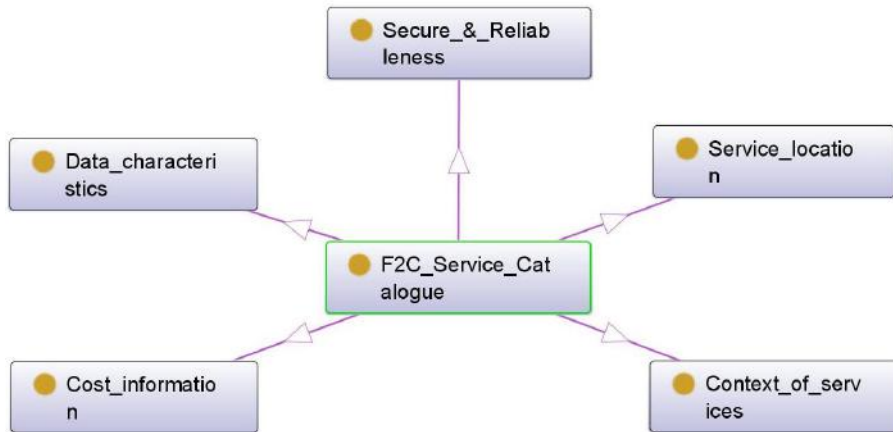 Secure_&_Reliab
leness
Data_characteri
stics
Service_locatio
n
F2C_Service_Cat
alogue
Cost_informatio
n
Context_of_serv
ices